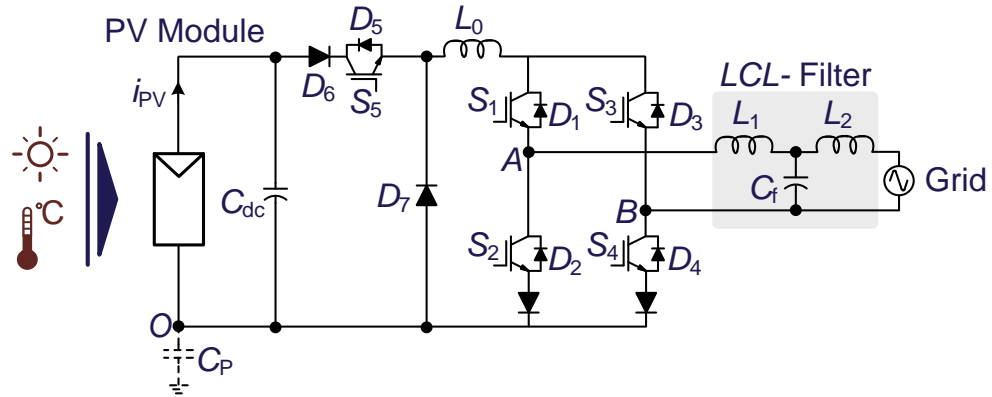 PV Module
D5
L0
D6
S5
iPV
LCL- Filter
S1
D1
S3
D3
L1
L2
A
°C
Cdc
D7
B
Cf
Grid
S2
D2
S4
D4
O
CP